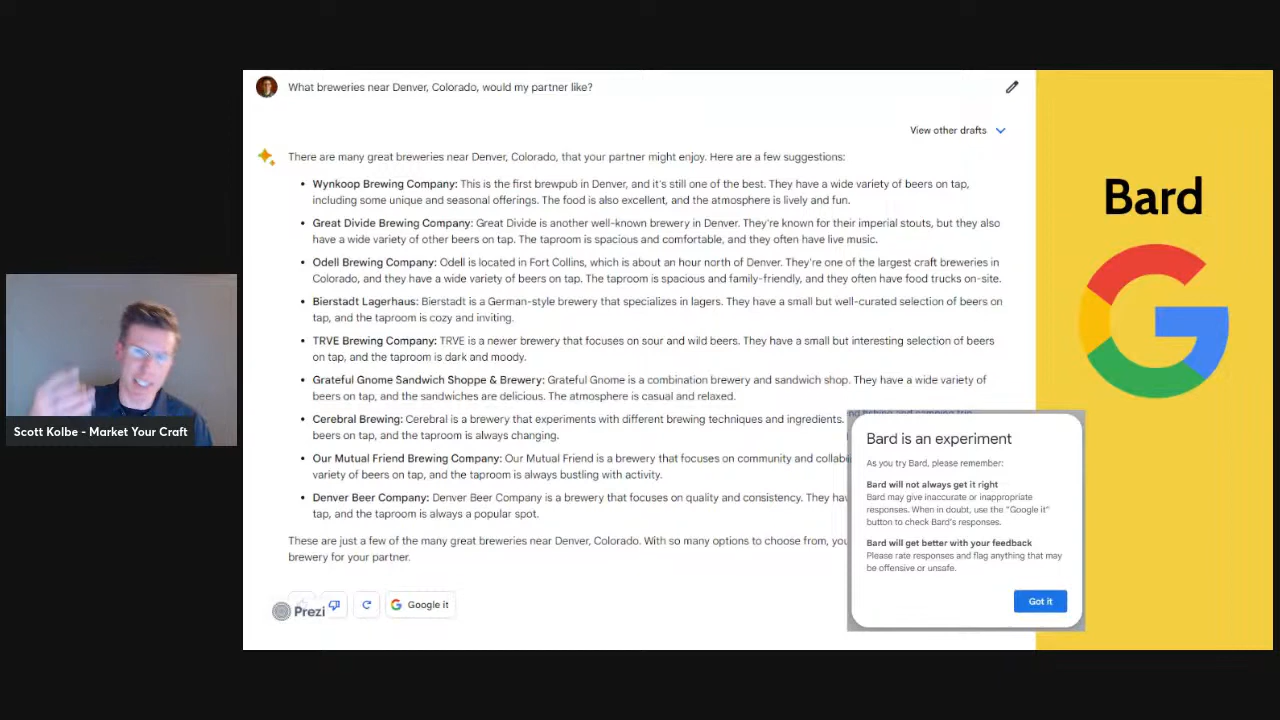 What breweries near Denver, Colorado, would my partner like?
View other drafts
There are many great breweries near Denver, Colorado, that your partner might enjoy. Here are a few suggestions:
• Wynkoop Brewing Company: This is the first brewpub in Denver, and it's still one of the best. They have a wide variety of beers on tap,
including some unique and seasonal offerings. The food is also excellent, and the atmosphere is lively and fun.
• Great Divide Brewing Company: Great Divide is another well-known brewery in Denver. They're known for their imperial stouts, but they also
have a wide variety of other beers on tap. The taproom is spacious and comfortable, and they often have live music.
• Odell Brewing Company: Odell is located in Fort Collins, which is about an hour north of Denver. They're one of the largest craft breweries in
Colorado, and they have a wide variety of beers on tap. The taproom is spacious and family-friendly, and they often have food trucks on-site.
• Bierstadt Lagerhaus: Bierstadt is a German-style brewery that specializes in lagers. They have a small but well-curated selection of beers on
tap, and the taproom is cozy and inviting.
• TRVE Brewing Company: TRVE is a newer brewery that focuses on sour and wild beers. They have a small but interesting selection of beers
on tap, and the taproom is dark and moody.
• Grateful Gnome Sandwich Shoppe & Brewery: Grateful Gnome is a combination brewery and sandwich shop. They have a wide variety of
beers on tap, and the sandwiches are delicious. The atmosphere is casual and relaxed.
• Cerebral Brewing: Cerebral is a brewery that experiments with different brewing techniques and ingredients.
beers on tap, and the taproom is always changing.
• Our Mutual Friend Brewing Company: Our Mutual Friend is a brewery that focuses on community and
variety of beers on tap, and the taproom is always bustling with activity.
• Denver Beer Company: Denver Beer Company is a brewery that focuses on quality and consistency. They
tap, and the taproom is always a popular spot.
These are just a few of the many great breweries near Denver, Colorado. With so many options to choose from,
brewery for your partner.
Google it
Prezi
Bard
Bard is an experiment
As you try Bard, please remember:
Bard will not always get it right
Bard may give inaccurate or inappropriate
responses. When in doubt, use the "Google it"
button to check Bard's responses.
Bard will get better with your feedback
Please rate responses and flag anything that may
be offensive or unsafe.
Got it
Scott Kolbe - Market Your Craft